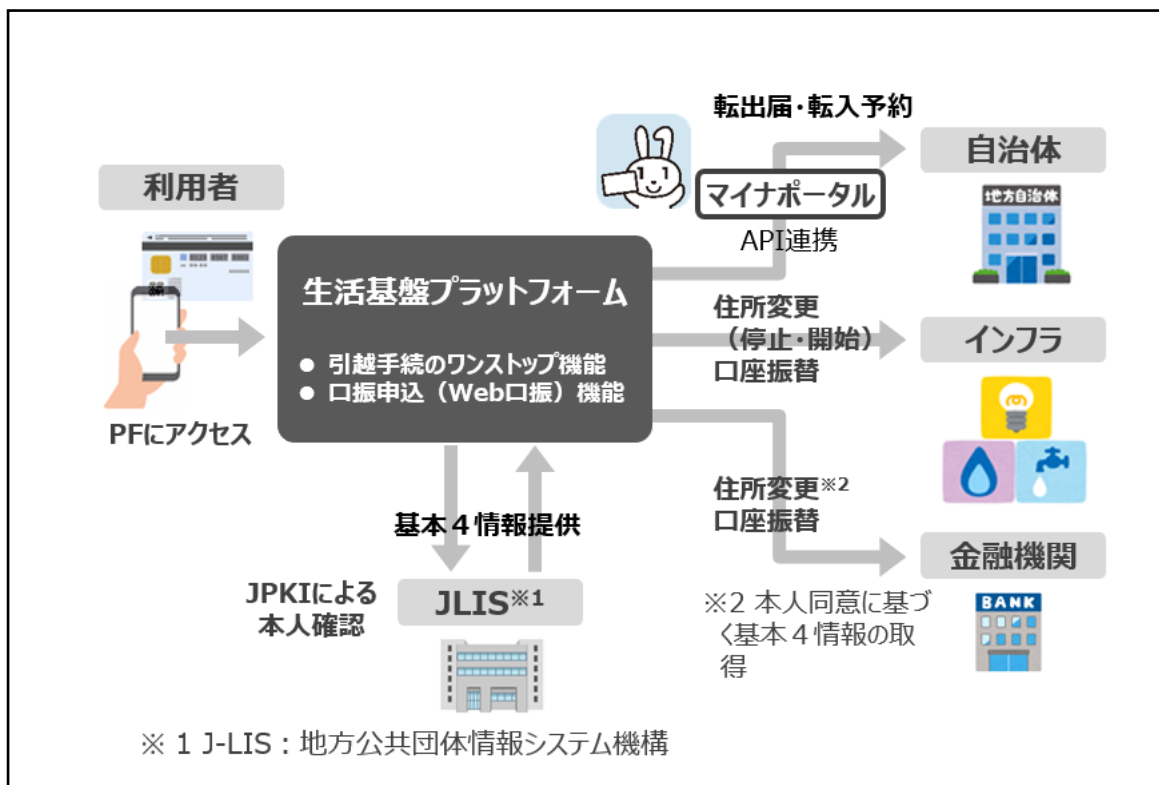 利用者
PFにアクセス
生活基盤プラットフォーム
● 引越手続のワンストップ機能
● 口振申込（Web口振）機能
基本４情報提供
JPKIによる
本人確認
JLIS※1
※１ J-LIS：地方公共団体情報システム機構
転出届・転入予約
マイナポータル
API連携
自治体
地方自治体
住所変更
（停止・開始）
口座振替
インフラ
住所変更※2
口座振替
金融機関
BANK
※2 本人同意に基づ
く基本４情報の取
得